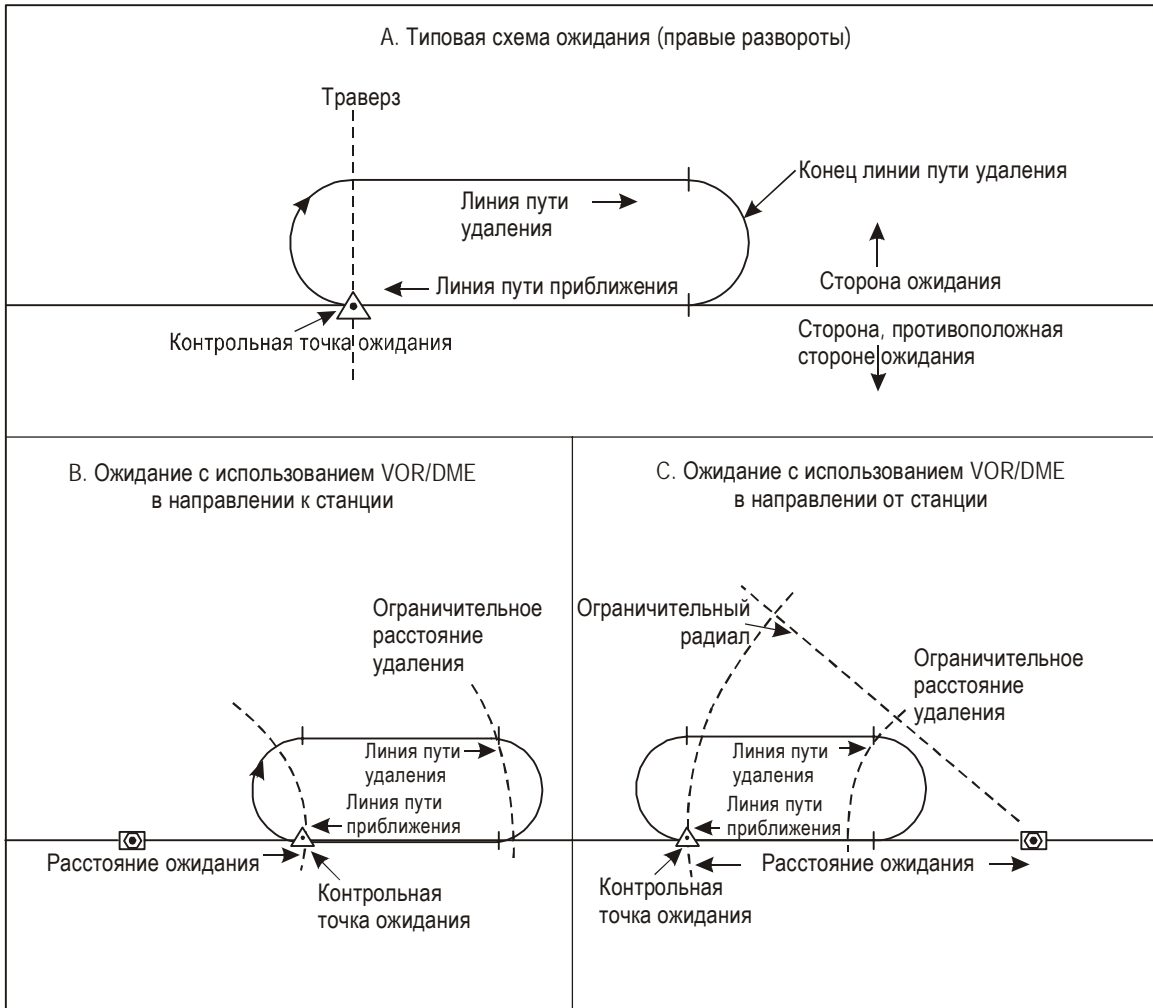 A. Типовая схема ожидания (правые развороты)
Траверз
Конец линии пути удаления
Линия пути
удаления
Линия пути приближения
Сторона ожидания
Контрольная точка ожидания
Сторона, противоположная
стороне ожидания
B. Ожидание с использованием VOR/DME
в направлении к станции
Ограничительное
расстояние
удаления
Линия пути
удаления
Линия пути
приближения
Расстояние ожидания
Контрольная
точка ожидания
C. Ожидание с использованием VOR/DME
в направлении от станции
Ограничительный
радиал
Ограничительное
расстояние
удаления
Линия пути
удаления
Линия пути
приближения
Расстояние ожидания
Контрольная
точка ожидания